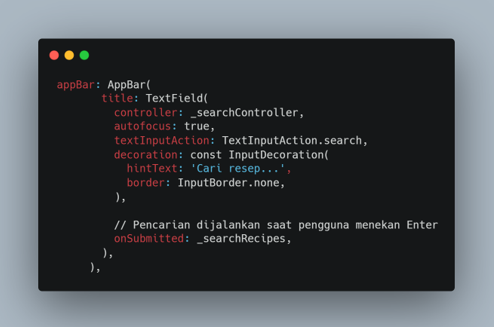 appBar: AppBar(
title: TextField(
controller: _searchController,
autofocus: true,
textInputAction: TextInputAction.search,
decoration: const InputDecoration(
hintText: 'Cari resep...',
border: InputBorder.none,
),
// Pencarian dijalankan saat pengguna menekan Enter
onSubmitted: _searchRecipes,
),
),